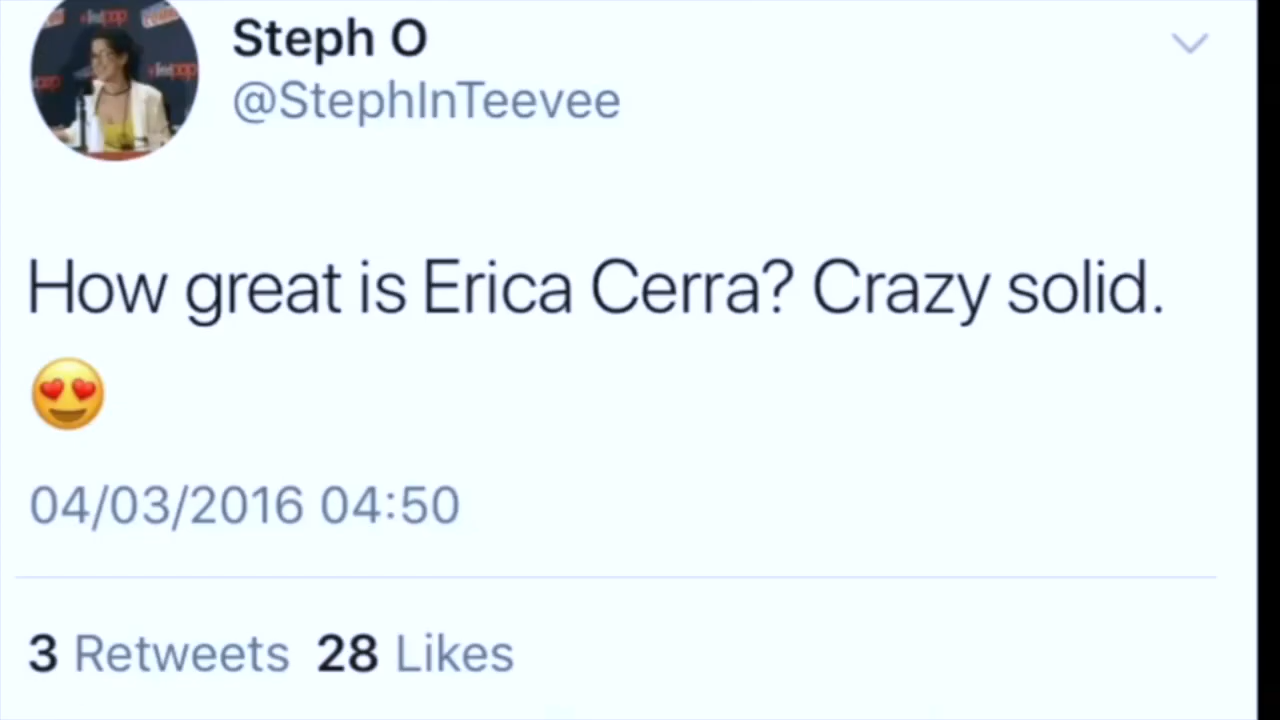 Steph O
@StephInTeevee
How great is Erica Cerra? Crazy solid.
😍
04/03/2016 04:50
3 Retweets 28 Likes